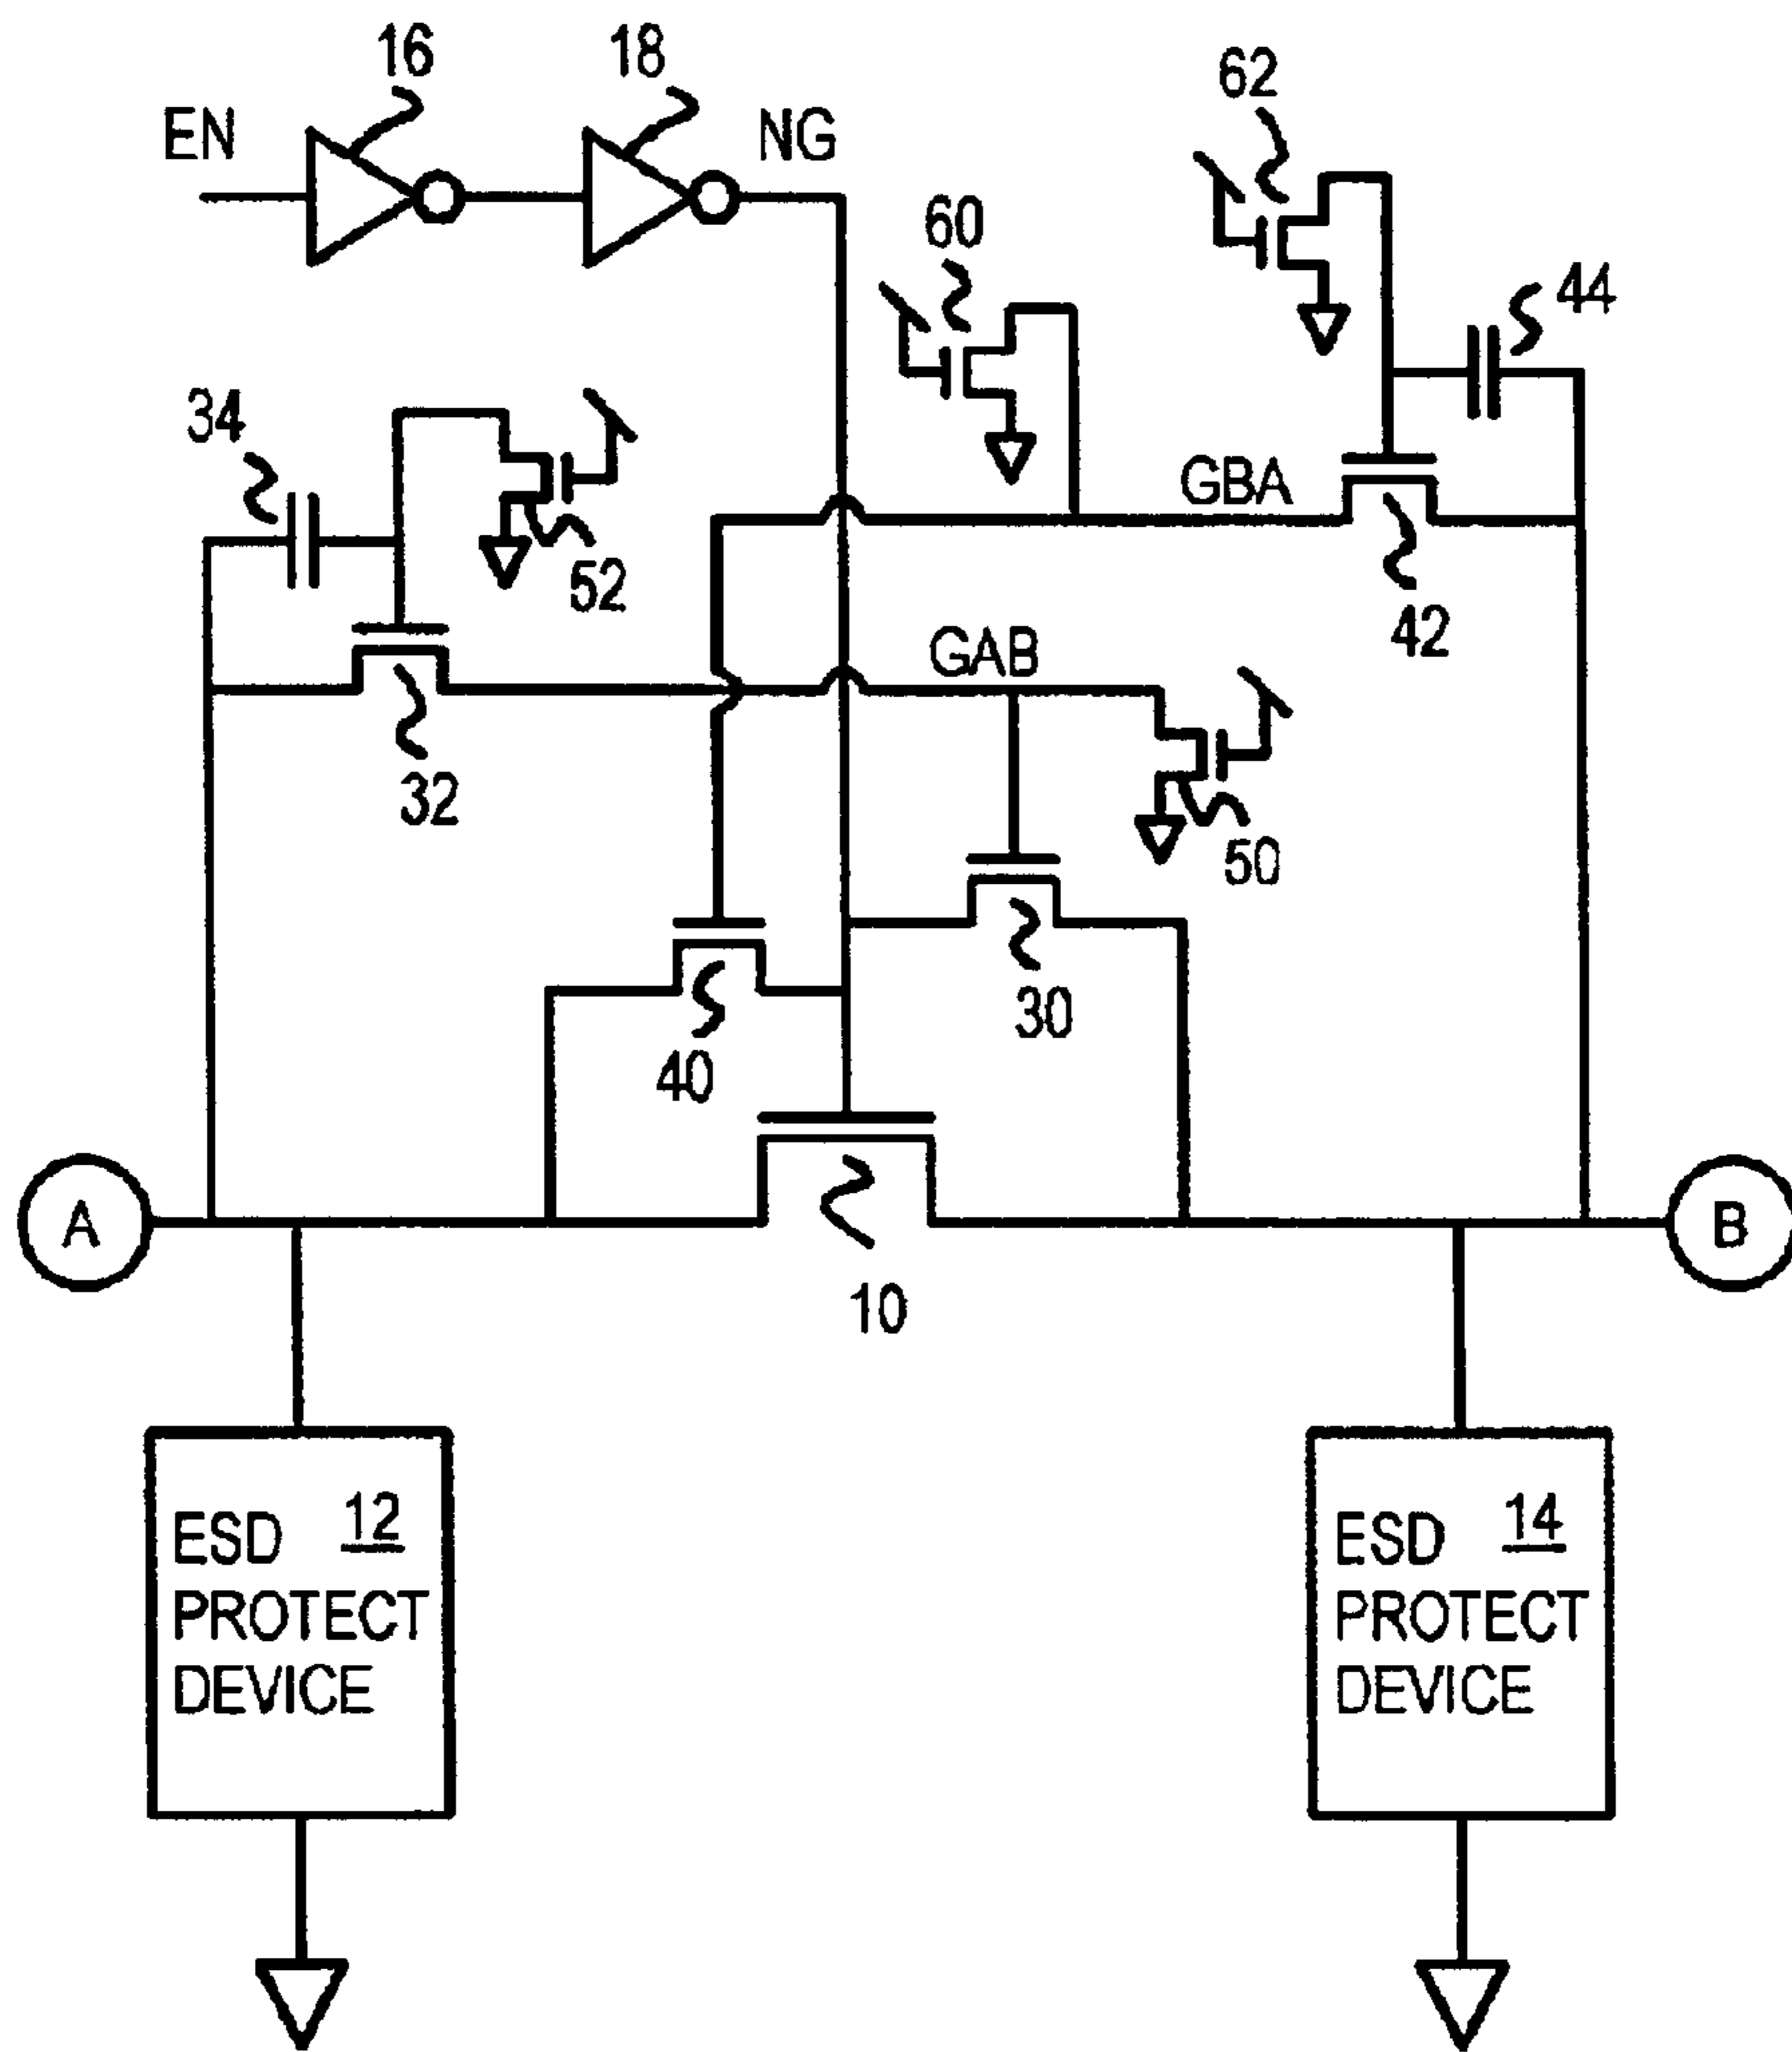 16
18
62
EN
NG
60
44
34
GBA
52
42
GAB
32
50
30
40
A
B
10
ESD 12
PROTECT
DEVICE
ESD 14
PROTECT
DEVICE